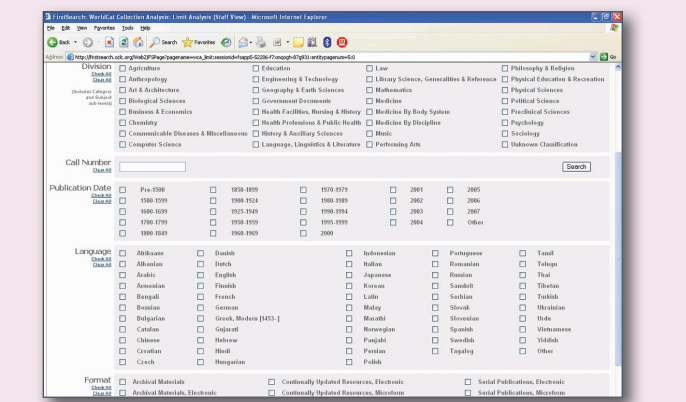 FirstSearch: WorldCat Collection Analysis: Limit Analysis (Staff View) - Microsoft Internet Explorer
File Edit View Favorites Tools Help
Back Search Favorites
Address Go
Division Agriculture Education Law Philosophy & Religion
Check All Anthropology Engineering & Technology Library Science, Generalities & Reference Physical Education & Recreation
Clear All
(Includes Category and Subject sub-levels)
Art & Architecture Geography & Earth Sciences Mathematics Physical Sciences
Biological Sciences Government Documents Medicine Political Science
Business & Economics Health Facilities, Nursing & History Medicine By Body System Preclinical Sciences
Chemistry Health Professions & Public Health Medicine By Discipline Psychology
Communicable Diseases & Miscellaneous History & Auxiliary Sciences Music Sociology
Computer Science Language, Linguistics & Literature Performing Arts Unknown Classification
Call Number Search
Clear All
Publication Date Pre-1500 1850-1899 1970-1979 2001 2005
Check All
Clear All 1500-1599 1900-1924 1980-1989 2002 2006
1600-1699 1925-1949 1990-1994 2003 2007
1700-1799 1950-1959 1995-1999 2004 Other
1800-1849 1960-1969 2000
Language Afrikaans Danish Indonesian Portuguese Tamil
Check All
Clear All Albanian Dutch Italian Romanian Telugu
Arabic English Japanese Russian Thai
Armenian Finnish Korean Sanskrit Tibetan
Bengali French Latin Serbian Turkish
Bosnian German Malay Slovak Ukrainian
Bulgarian Greek, Modern [1453- ] Marathi Slovenian Urdu
Catalan Gujarati Norwegian Spanish Vietnamese
Chinese Hebrew Panjabi Swedish Yiddish
Croatian Hindi Persian Tagalog Other
Czech Hungarian Polish
Format Archival Materials Continually Updated Resources, Electronic Serial Publications, Electronic
Check All
Clear All Archival Materials, Electronic Continually Updated Resources, Microform Serial Publications, Microform